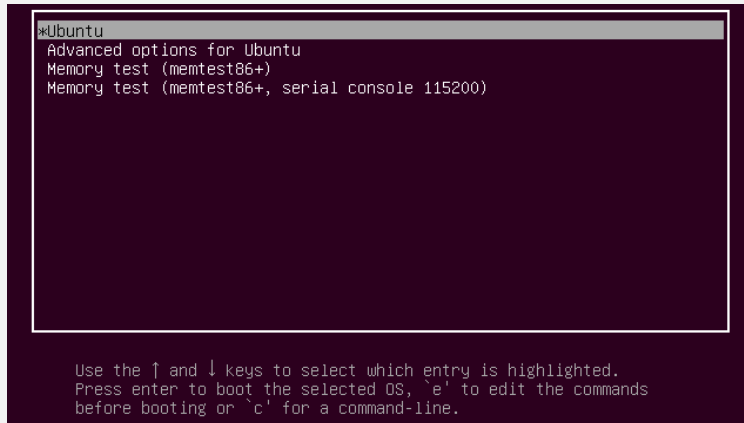 *Ubuntu
Advanced options for Ubuntu
Memory test (memtest86+)
Memory test (memtest86+, serial console 115200)
Use the ↑ and ↓ keys to select which entry is highlighted.
Press enter to boot the selected OS, `e' to edit the commands
before booting or `c' for a command-line.